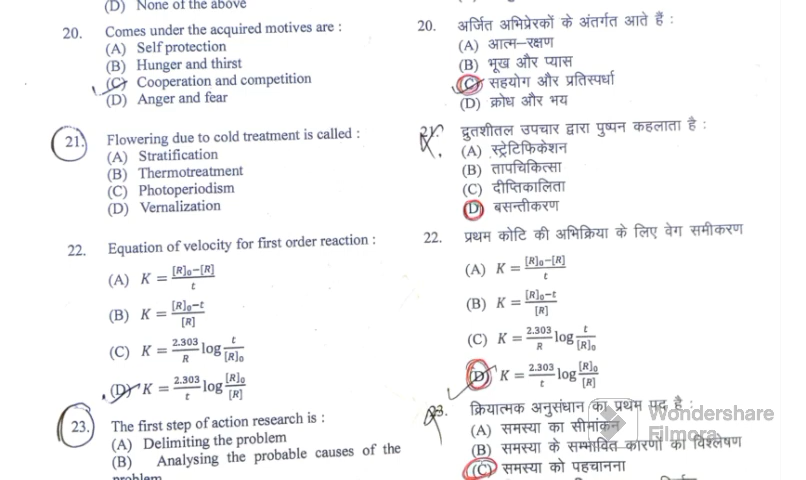 (D) None of the above
20. Comes under the acquired motives are :
(A) Self protection
(B) Hunger and thirst
(C) Cooperation and competition
(D) Anger and fear
21. Flowering due to cold treatment is called :
(A) Stratification
(B) Thermotreatment
(C) Photoperiodism
(D) Vernalization
22. Equation of velocity for first order reaction :
(A) K = [R]₀−[R] / t
(B) K = [R]₀−t / [R]
(C) K = 2.303 / R log t / [R]₀
(D) K = 2.303 / t log [R]₀ / [R]
23. The first step of action research is :
(A) Delimiting the problem
(B) Analysing the probable causes of the
problem
20. अर्जित अभिप्रेरकों के अंतर्गत आते हैं :
(A) आत्म-रक्षण
(B) भूख और प्यास
(C) सहयोग और प्रतिस्पर्धा
(D) क्रोध और भय
21. द्रुतशीतल उपचार द्वारा पुष्पन कहलाता है :
(A) स्ट्रेटिफिकेशन
(B) तापचिकित्सा
(C) दीप्तिकालिता
(D) बसन्तीकरण
22. प्रथम कोटि की अभिक्रिया के लिए वेग समीकरण
(A) K = [R]₀−[R] / t
(B) K = [R]₀−t / [R]
(C) K = 2.303 / R log t / [R]₀
(D) K = 2.303 / t log [R]₀ / [R]
23. क्रियात्मक अनुसंधान का प्रथम पद है :
(A) समस्या का सीमांकन
(B) समस्या के सम्भावित कारणों का विश्लेषण
(C) समस्या को पहचानना
Wondershare
Filmora